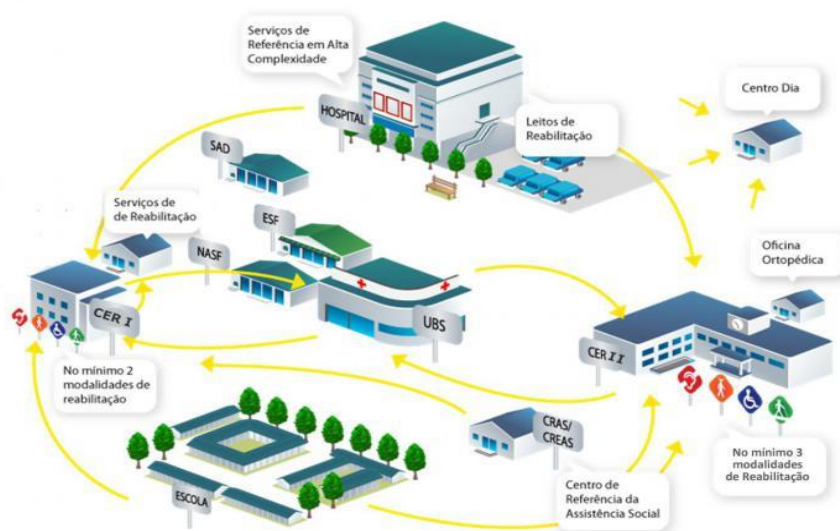 Serviços de
Referência em Alta
Complexidade
HOSPITAL
Leitos de
Reabilitação
Centro Dia
SAD
Serviços de
de Reabilitação
ESF
NASF
Oficina
Ortopédica
CER I
UBS
CER II
No mínimo 2
modalidades de
reabilitação
CRAS/
CREAS
No mínimo 3
modalidades
de Reabilitação
Centro de
Referência da
Assistência Social
ESCOLA